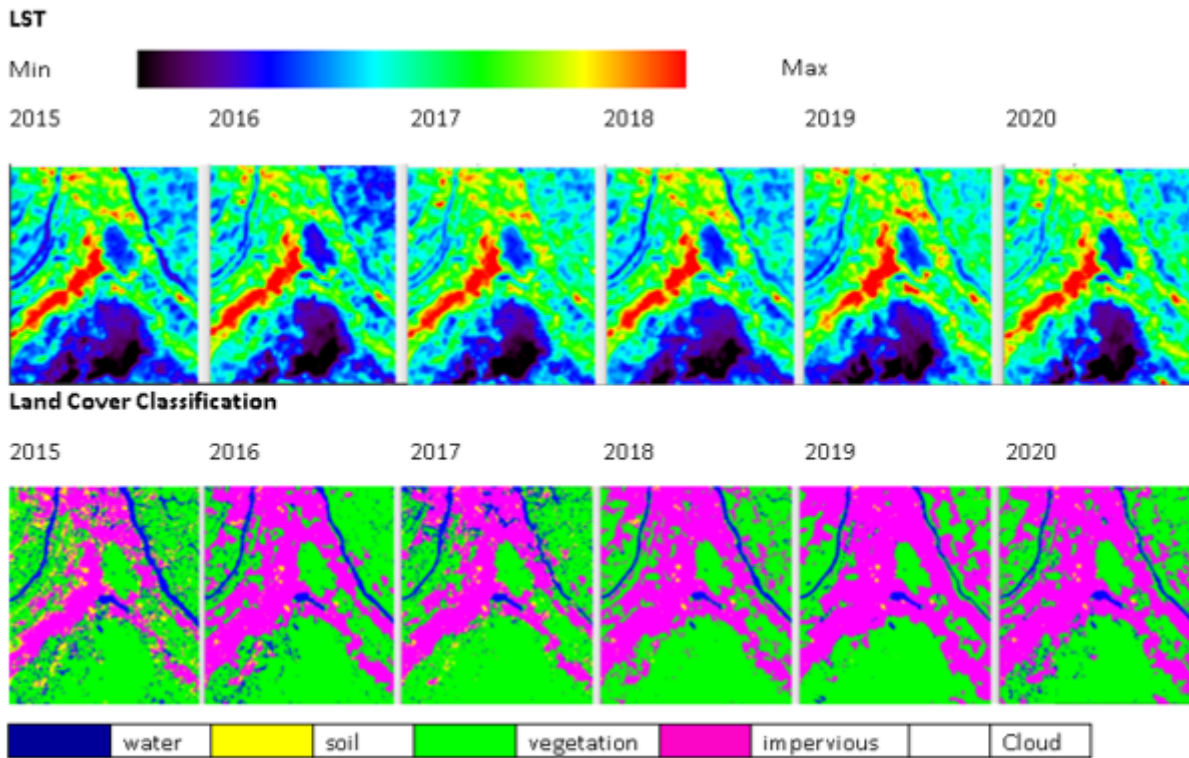 LST
Min Max
2015 2016 2017 2018 2019 2020
Land Cover Classification
2015 2016 2017 2018 2019 2020
water soil vegetation impervious Cloud